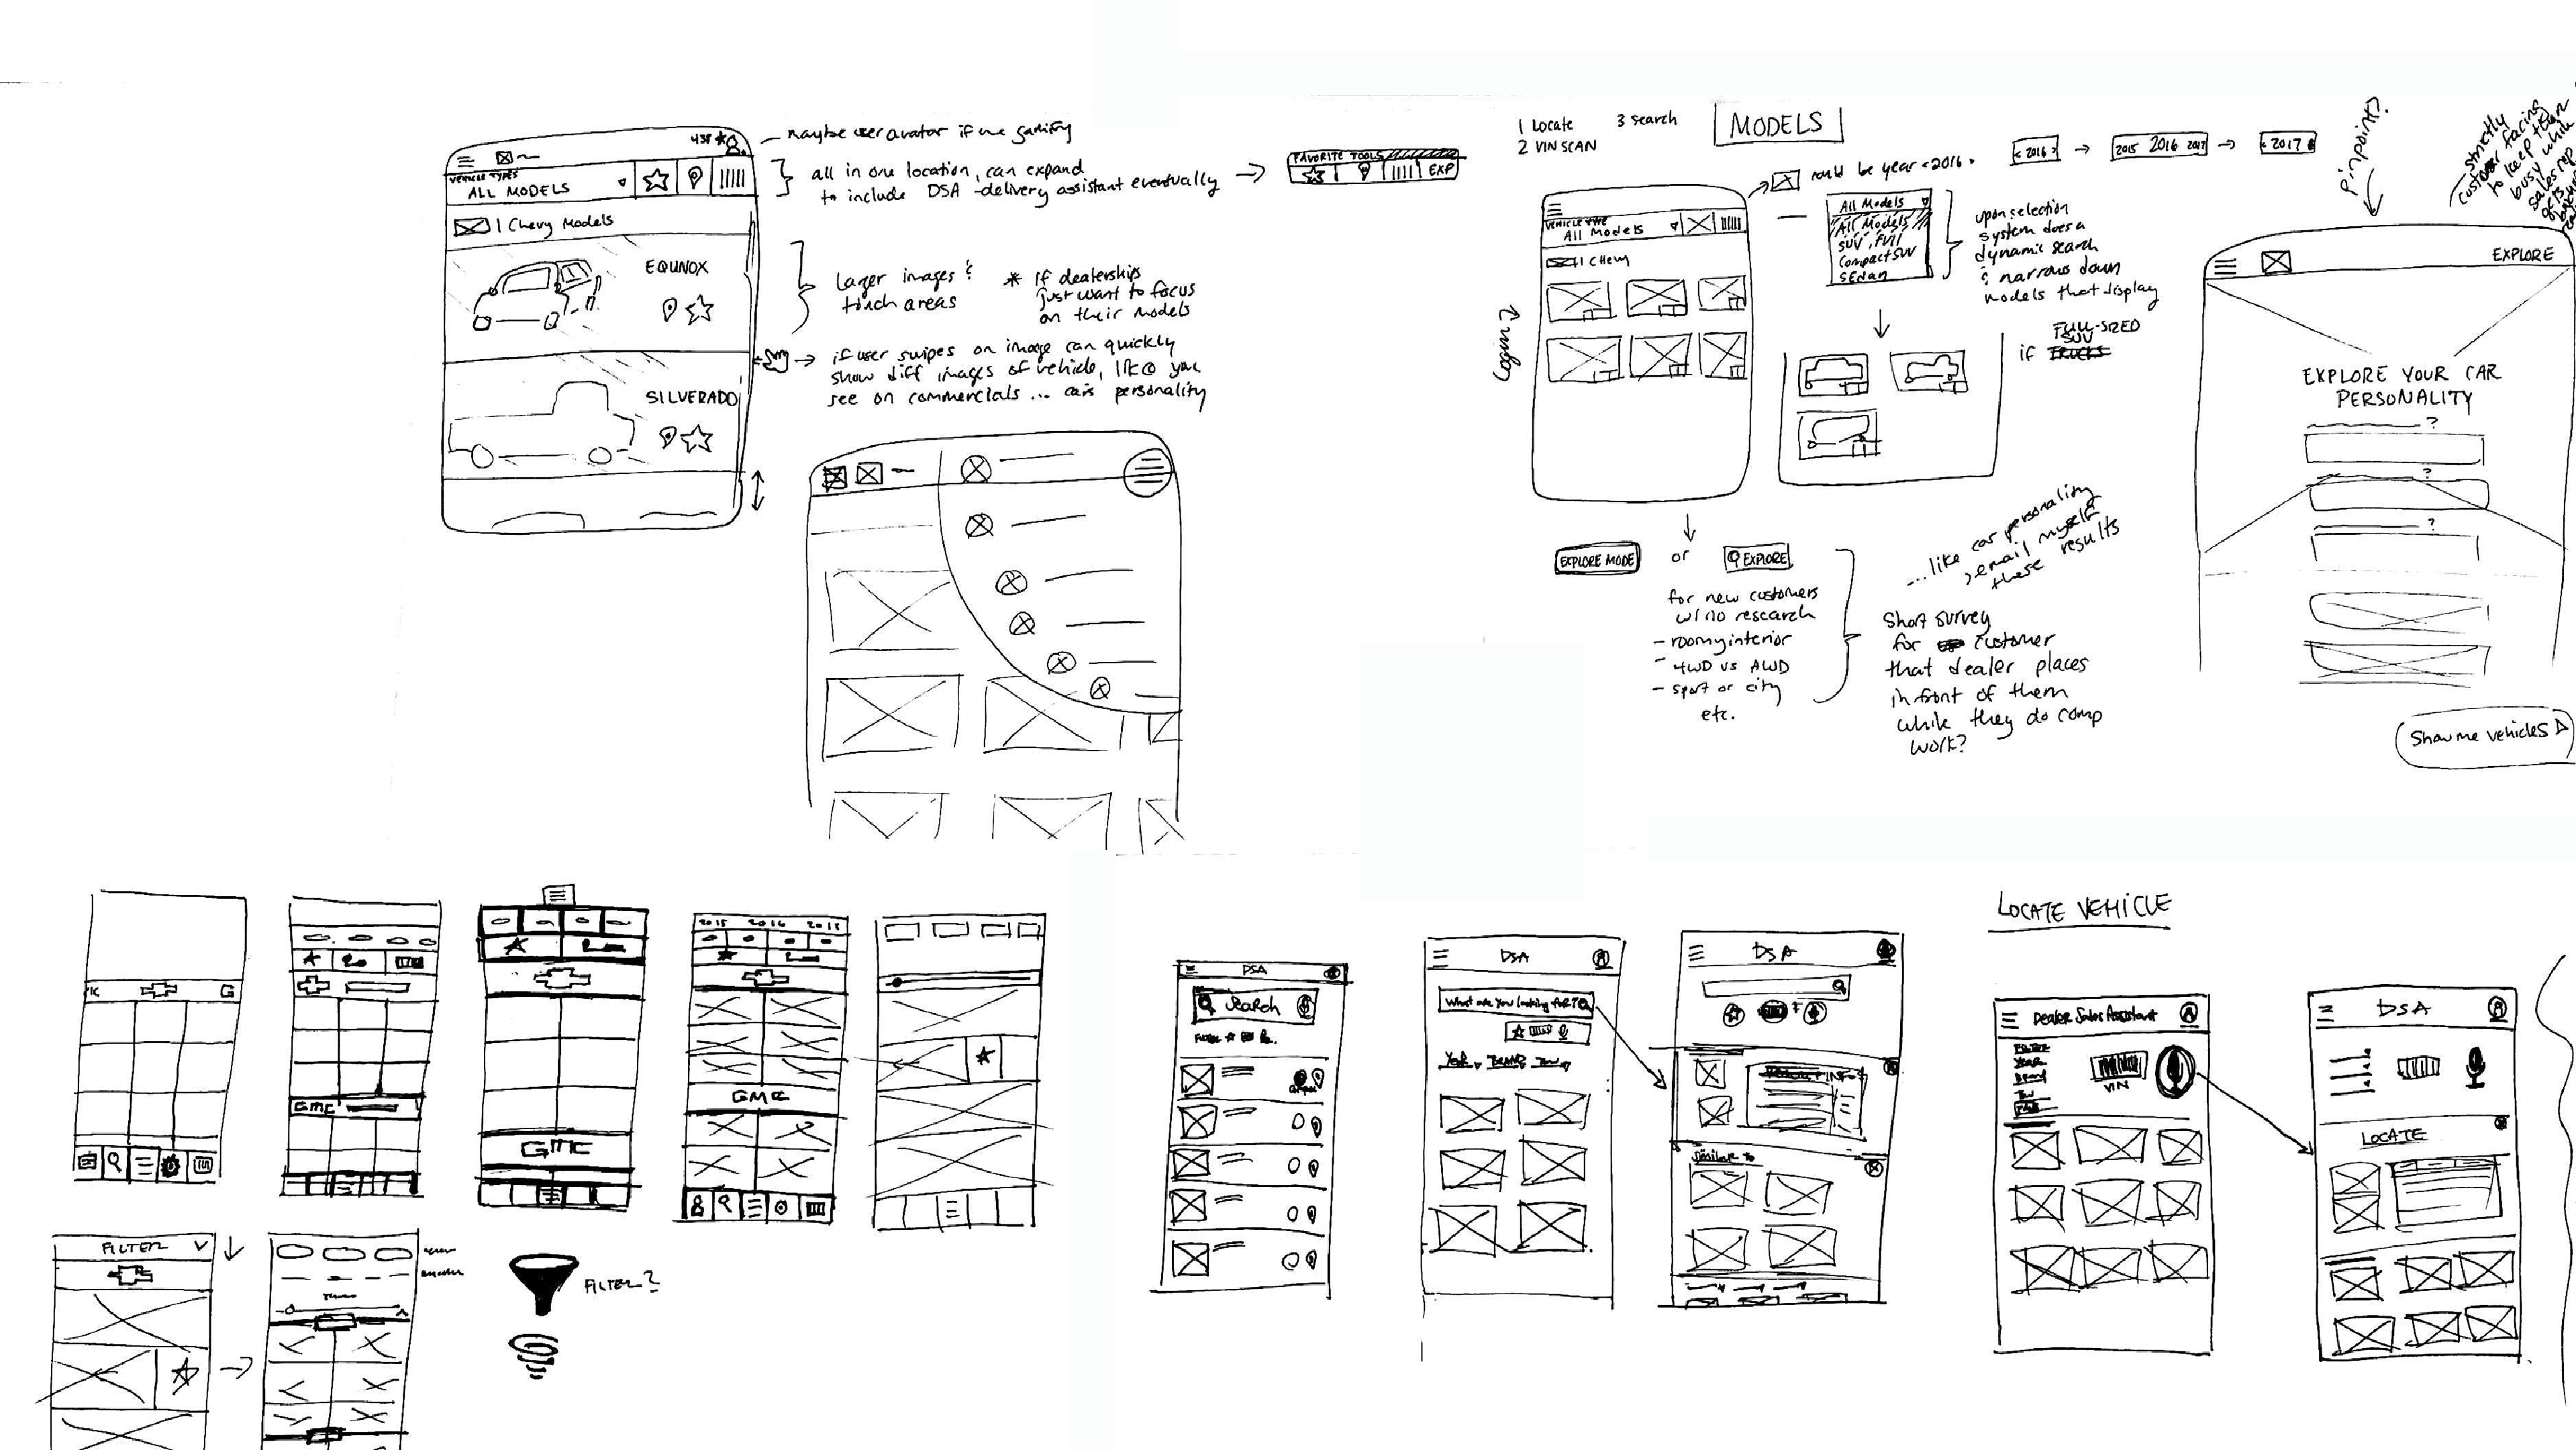 438
maybe user avatar if we gamify
VEHICLE TYPES
ALL MODELS
all in one location, can expand
to include DSA - delivery assistant eventually
FAVORITE TOOLS
EXP
1 Chevy Models
EQUNOX
Larger images &
touch areas
* If dealerships
just want to focus
on their models
if user swipes on image can quickly
show diff images of vehicle, like you
see on commercials ... car's personality
SILVERADO
1 Locate
2 VIN SCAN
3 search
MODELS
could be year <2016>
<2016>
2015 2016 2017
<2017
VEHICLE TYPE
All Models
1 Chevy
Login
All Models
All Models
SUV, Full
Compact SUV
Sedan
upon selection
system does a
dynamic search
& narrows down
models that display
if
FULL-SIZED
SUV
TRUCKS
EXPLORE MODE
or
EXPLORE
for new customers
w/ no research
- roomy interior
- 4WD vs AWD
- sport or city
etc.
...like car personality
email myself
these results
Short survey
for customer
that dealer places
in front of them
while they do comp
work?
pinpoint?
strictly
customer facing
to keep them
busy while
sales rep
gets
EXPLORE
EXPLORE YOUR CAR
PERSONALITY
?
?
?
Show me vehicles
G
GMC
GMC
2015 2016
GMC
FILTER
FILTER?
DSA
Search
FILTER
DSA
What are you looking for?
Year, BRAND,
DSA
Similar to
LOCATE VEHICLE
Dealer Sales Assistant
FILTER
Year
Brand
VIN
DSA
LOCATE